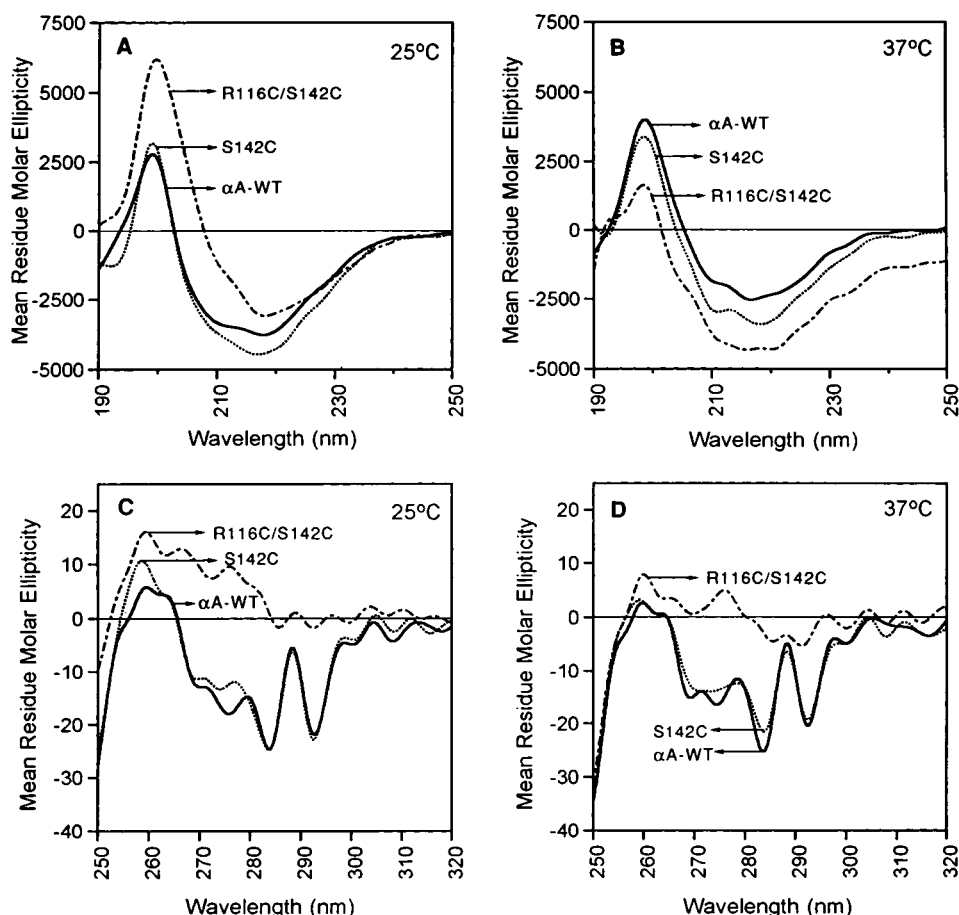 A
25°C
7500
5000
2500
0
-2500
-5000
R116C/S142C
S142C
αA-WT
190
210
230
250
Wavelength (nm)
Mean Residue Molar Ellipticity
B
37°C
7500
5000
2500
0
-2500
-5000
αA-WT
S142C
R116C/S142C
190
210
230
250
Wavelength (nm)
Mean Residue Molar Ellipticity
C
25°C
20
10
0
-10
-20
-30
-40
R116C/S142C
S142C
αA-WT
250
260
270
280
290
300
310
320
Wavelength (nm)
Mean Residue Molar Ellipticity
D
37°C
20
10
0
-10
-20
-30
-40
R116C/S142C
S142C
αA-WT
250
260
270
280
290
300
310
320
Wavelength (nm)
Mean Residue Molar Ellipticity